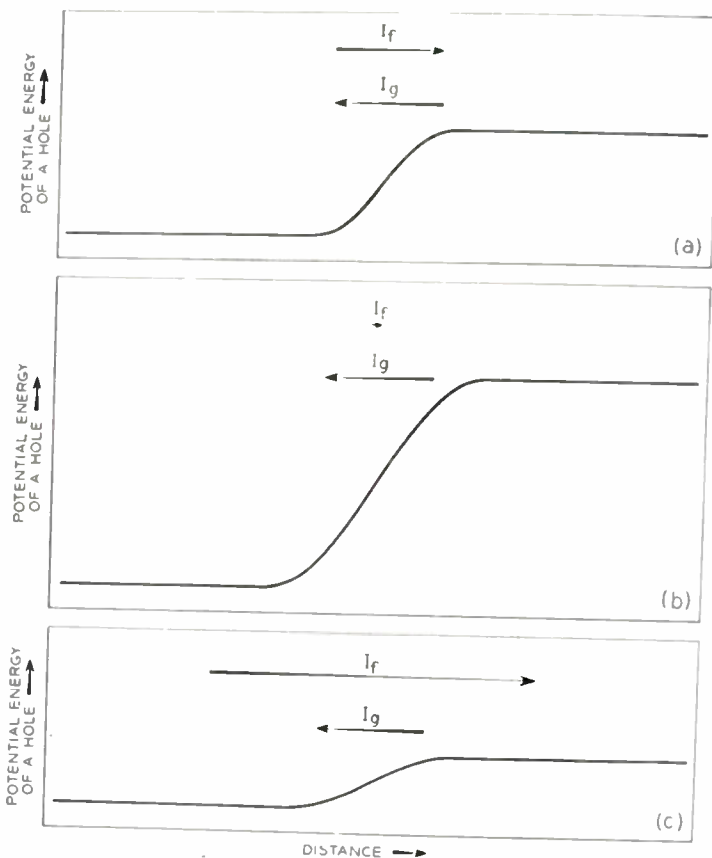 I_f
I_g
POTENTIAL ENERGY
OF A HOLE
(a)
I_f
I_g
POTENTIAL ENERGY
OF A HOLE
(b)
I_f
I_g
POTENTIAL ENERGY
OF A HOLE
(c)
DISTANCE